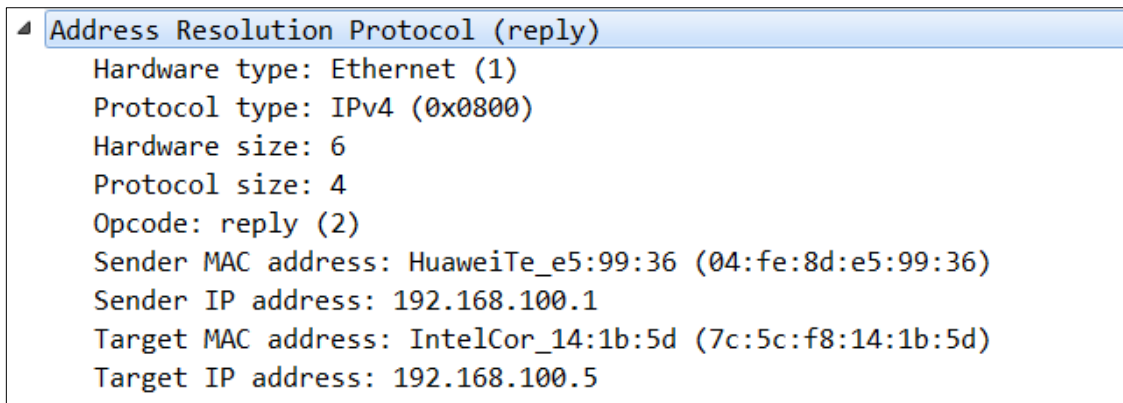 Address Resolution Protocol (reply)
Hardware type: Ethernet (1)
Protocol type: IPv4 (0x0800)
Hardware size: 6
Protocol size: 4
Opcode: reply (2)
Sender MAC address: HuaweiTe_e5:99:36 (04:fe:8d:e5:99:36)
Sender IP address: 192.168.100.1
Target MAC address: IntelCor_14:1b:5d (7c:5c:f8:14:1b:5d)
Target IP address: 192.168.100.5